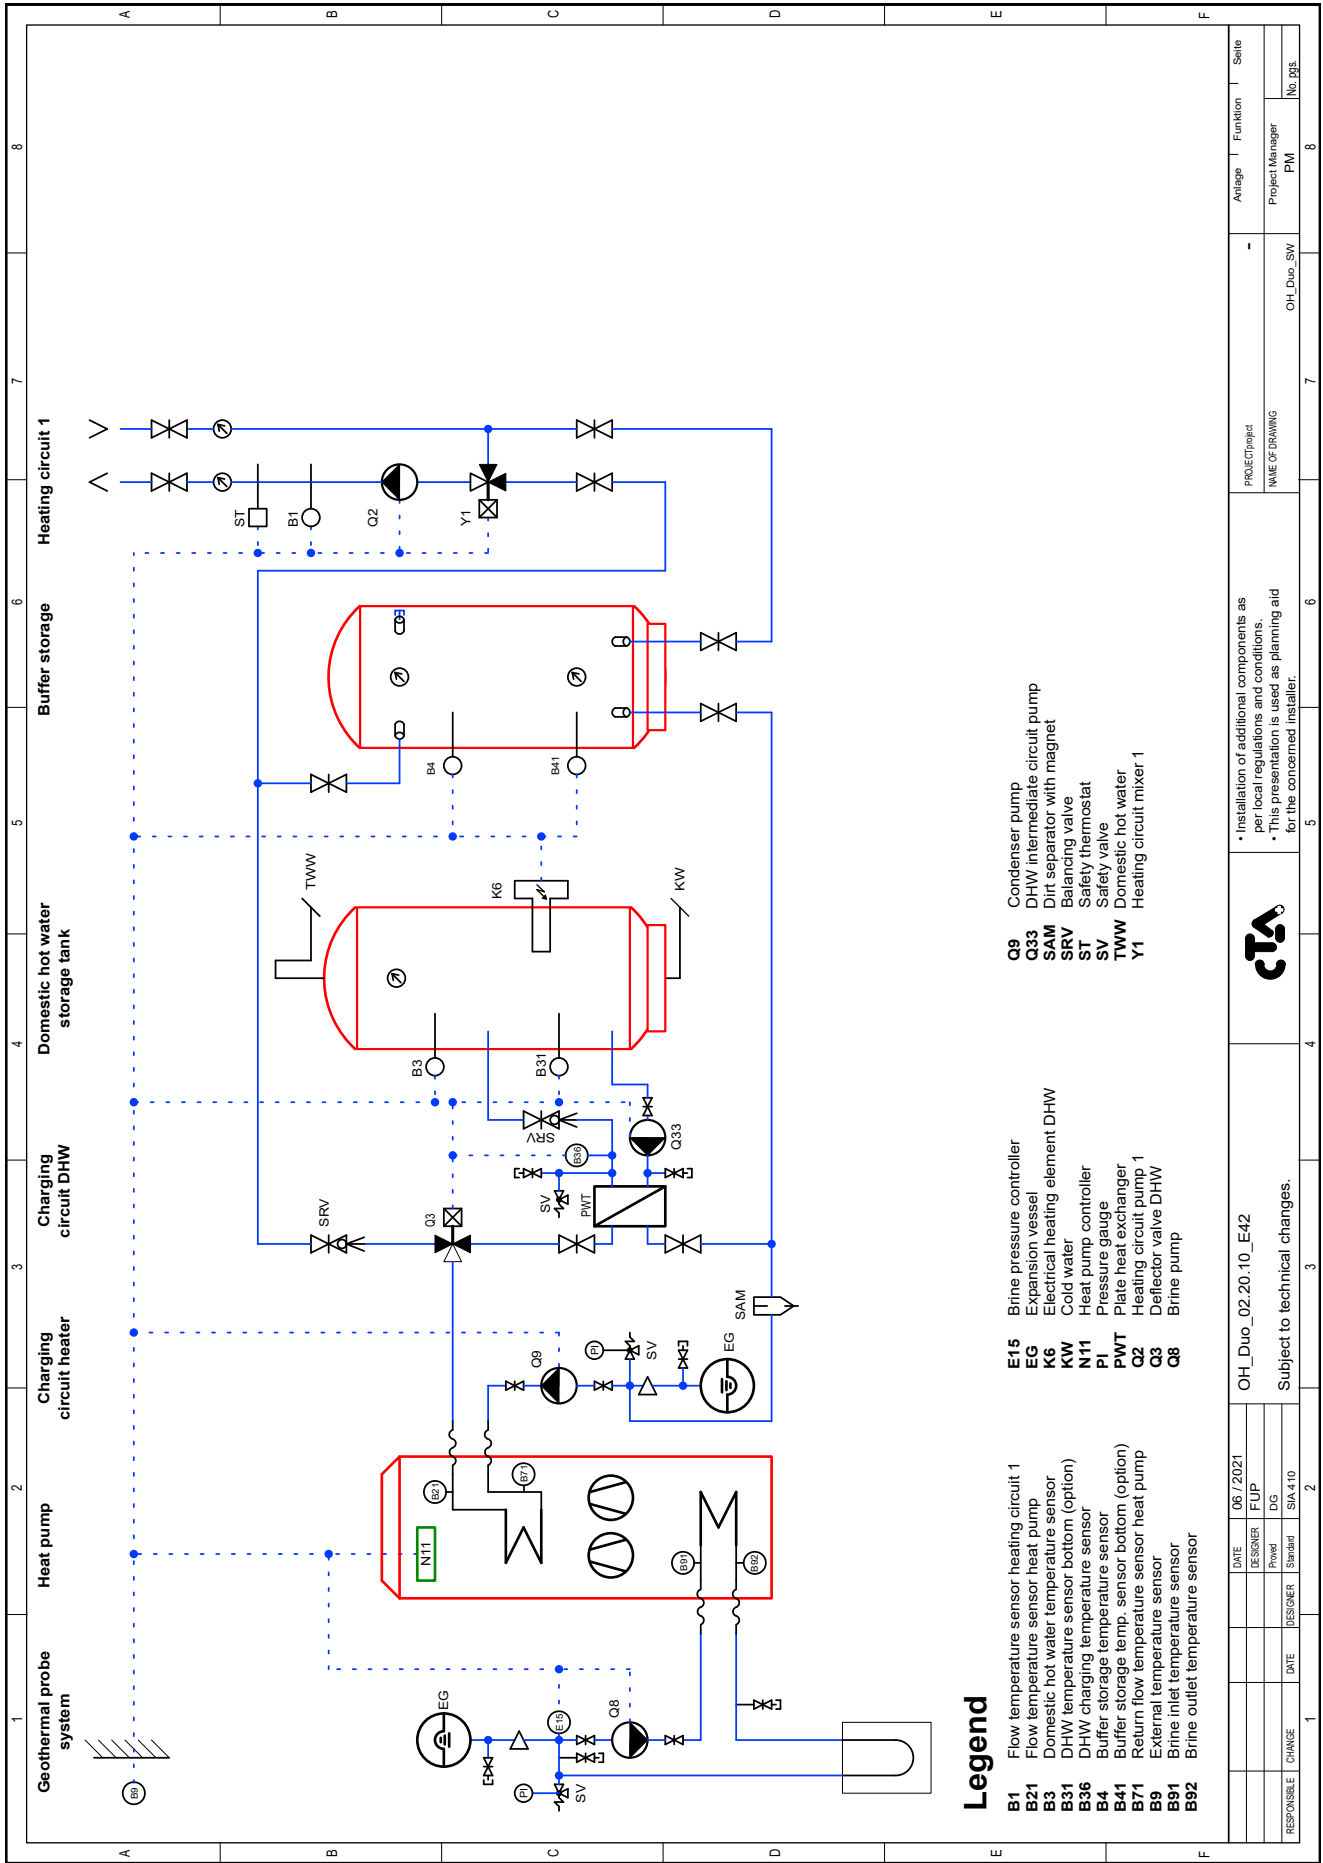 1
2
3
4
5
6
7
8
A
B
C
D
E
F
Geothermal probe
system
Heat pump
Charging
circuit heater
Charging
circuit DHW
Domestic hot water
storage tank
Buffer storage
Heating circuit 1
B9
EG
PI
SV
E15
Q8
N11
B21
B71
B91
B92
Q9
PI
SV
EG
SAM
SRV
Q3
SV
PWT
B36
SRV
Q33
B3
B31
TWW
K6
KW
B4
B41
ST
B1
Q2
Y1
Legend
B1 Flow temperature sensor heating circuit 1
B21 Flow temperature sensor heat pump
B3 Domestic hot water temperature sensor
B31 DHW temperature sensor bottom (option)
B36 DHW charging temperature sensor
B4 Buffer storage temperature sensor
B41 Buffer storage temp. sensor bottom (option)
B71 Return flow temperature sensor heat pump
B9 External temperature sensor
B91 Brine inlet temperature sensor
B92 Brine outlet temperature sensor
E15 Brine pressure controller
EG Expansion vessel
K6 Electrical heating element DHW
KW Cold water
N11 Heat pump controller
PI Pressure gauge
PWT Plate heat exchanger
Q2 Heating circuit pump 1
Q3 Deflector valve DHW
Q8 Brine pump
Q9 Condenser pump
Q33 DHW intermediate circuit pump
SAM Dirt separator with magnet
SRV Balancing valve
ST Safety thermostat
SV Safety valve
TWW Domestic hot water
Y1 Heating circuit mixer 1
RESPONSIBLE CHANGE DATE DESIGNER
DATE 06 / 2021
DESIGNER FUP
Proved DG
Standard SIA 410
OH_Duo_02.20.10_E42
Subject to technical changes.
CTA
• Installation of additional components as
per local regulations and conditions.
• This presentation is used as planning aid
for the concerned installer.
PROJECTproject -
NAME OF DRAWING OH_Duo_SW
Anlage Funktion Seite
Project Manager
PM
No. pgs.
A
B
C
D
E
F
1
2
3
4
5
6
7
8